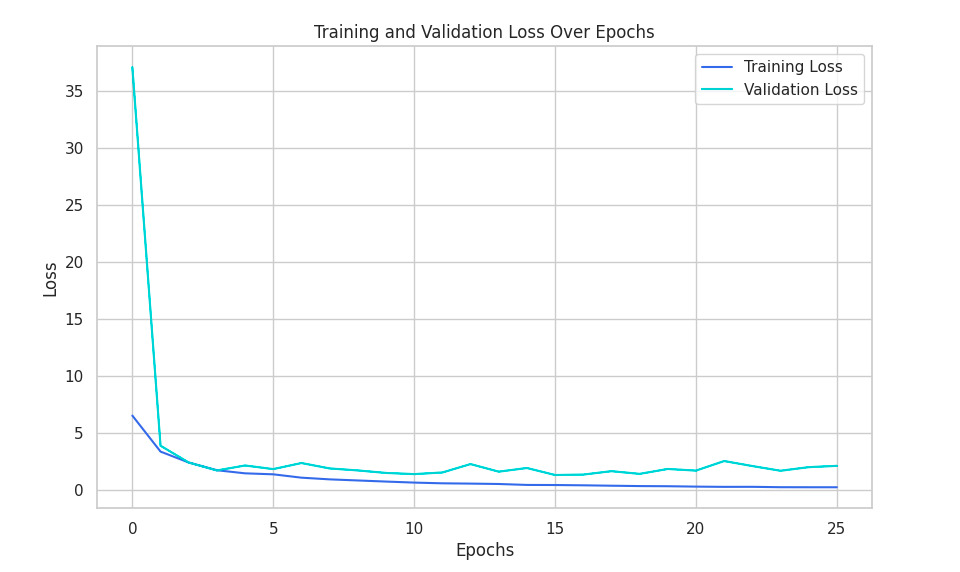 Training and Validation Loss Over Epochs
Training Loss
Validation Loss
35
30
25
20
15
10
5
0
Loss
0 5 10 15 20 25
Epochs